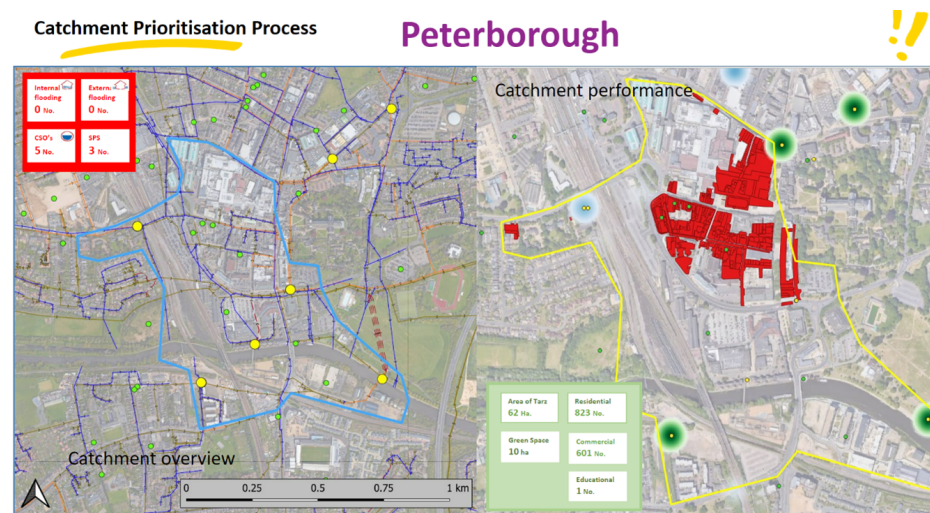 Catchment Prioritisation Process
Peterborough
Internal
flooding
0 No.
Extern
flooding
0 No.
CSO's
5 No.
SPS
3 No.
Catchment overview
0 0.25 0.5 0.75 1 km
Catchment performance
Area of Tarz
62 Ha.
Residential
823 No.
Green Space
10 ha
Commercial
601 No.
Educational
1 No.